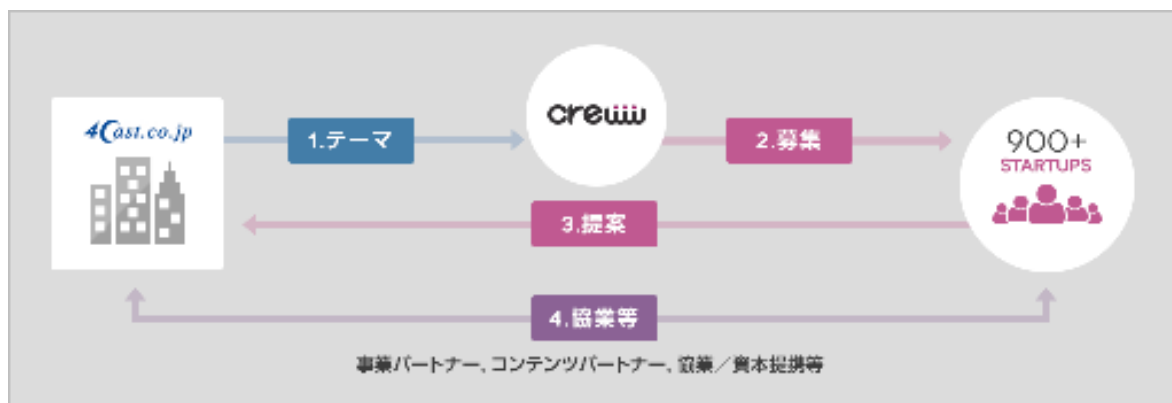 4Cast.co.jp
1.テーマ
creww
2.募集
900+
STARTUPS
3.提案
4.協業等
事業パートナー、コンテンツパートナー、協業／資本提携等